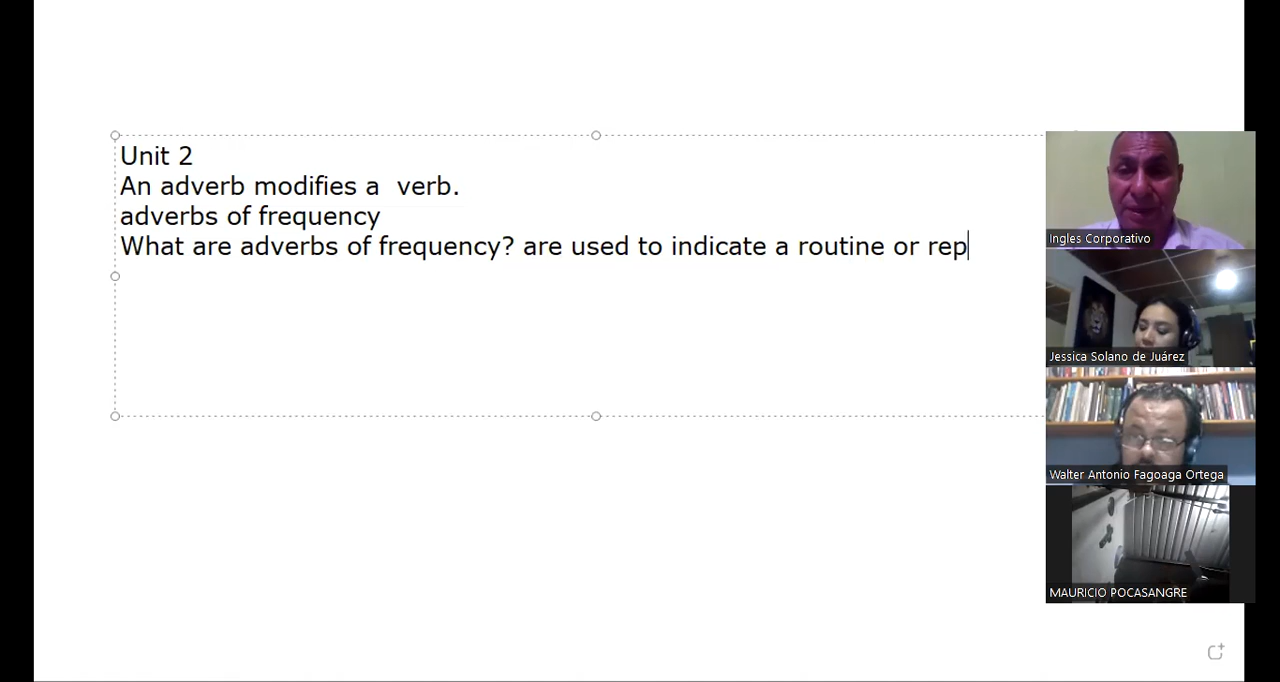 Unit 2
An adverb modifies a  verb.
adverbs of frequency
What are adverbs of frequency? are used to indicate a routine or rep
Ingles Corporativo
Jessica Solano de Juárez
Walter Antonio Fagoaga Ortega
MAURICIO POCASANGRE